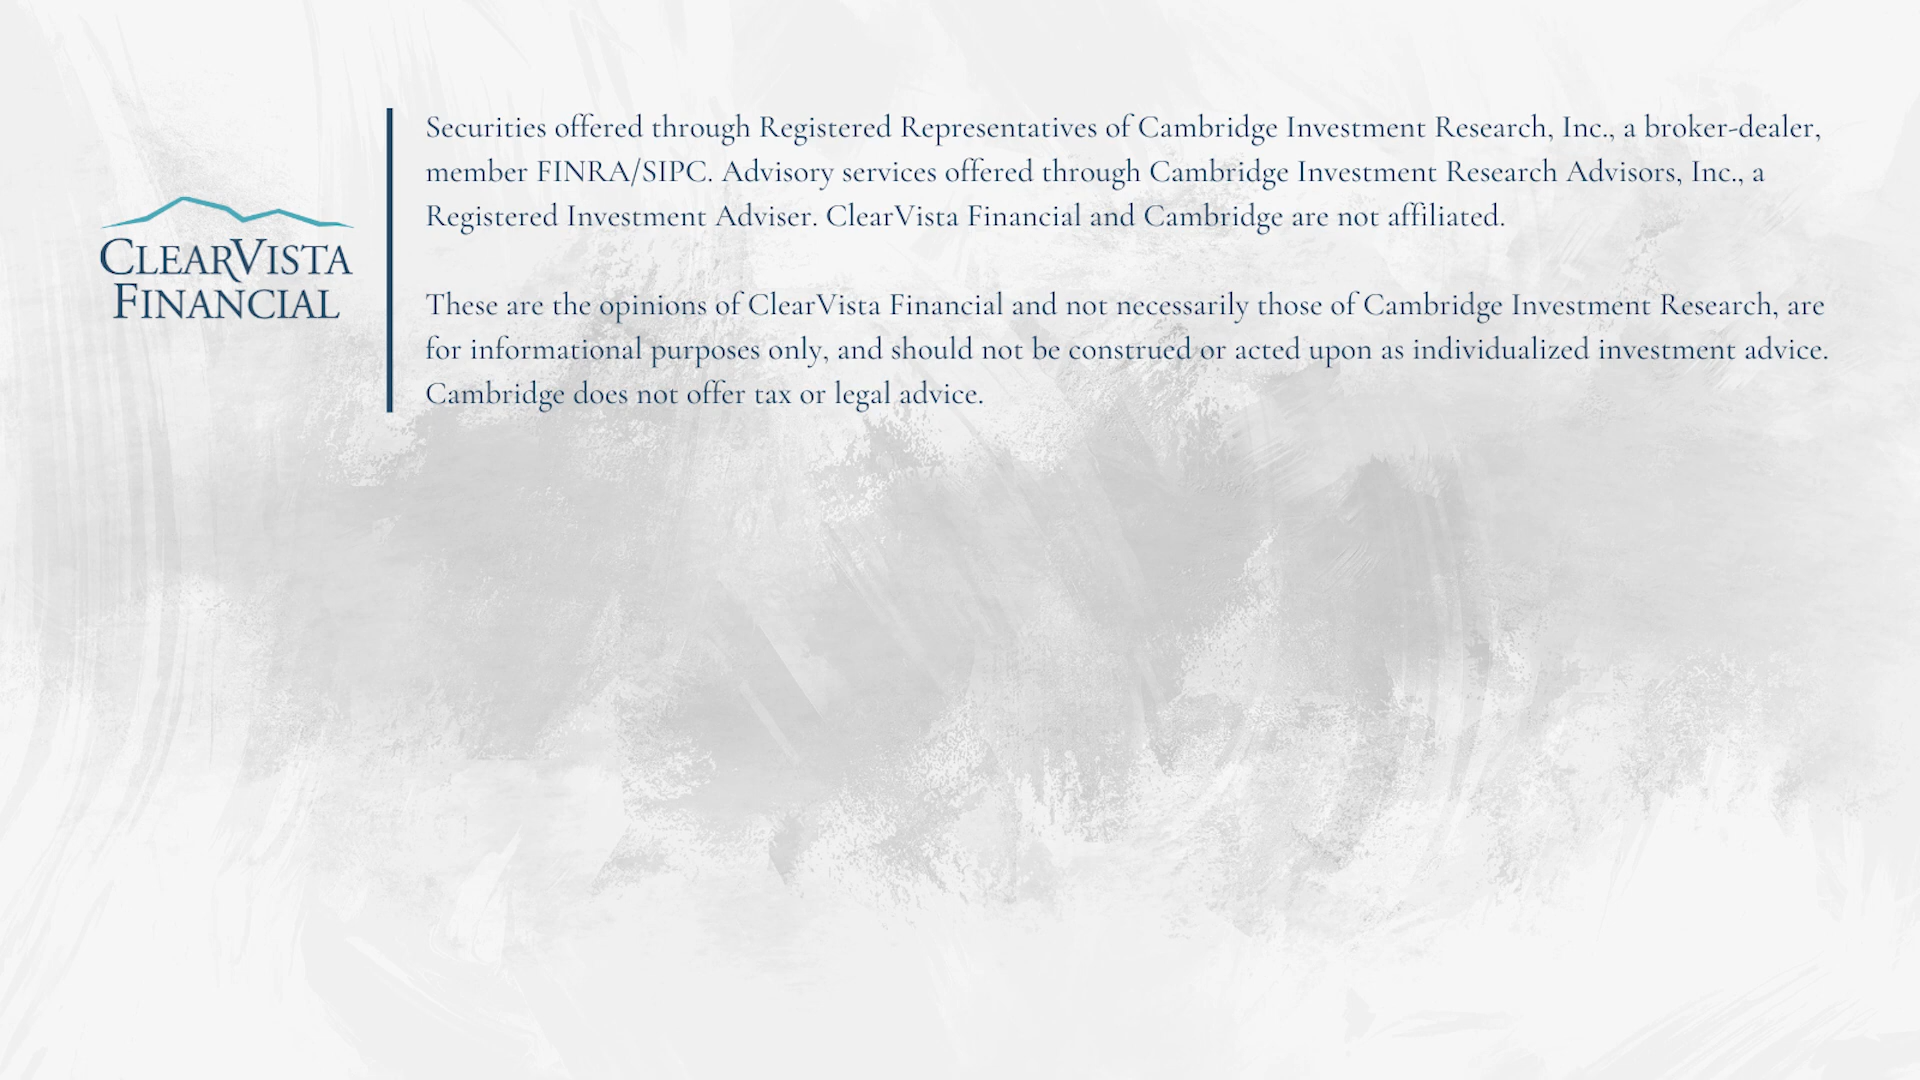 CLEARVISTA
FINANCIAL
Securities offered through Registered Representatives of Cambridge Investment Research, Inc., a broker-dealer,
member FINRA/SIPC. Advisory services offered through Cambridge Investment Research Advisors, Inc., a
Registered Investment Adviser. ClearVista Financial and Cambridge are not affiliated.
These are the opinions of ClearVista Financial and not necessarily those of Cambridge Investment Research, are
for informational purposes only, and should not be construed or acted upon as individualized investment advice.
Cambridge does not offer tax or legal advice.